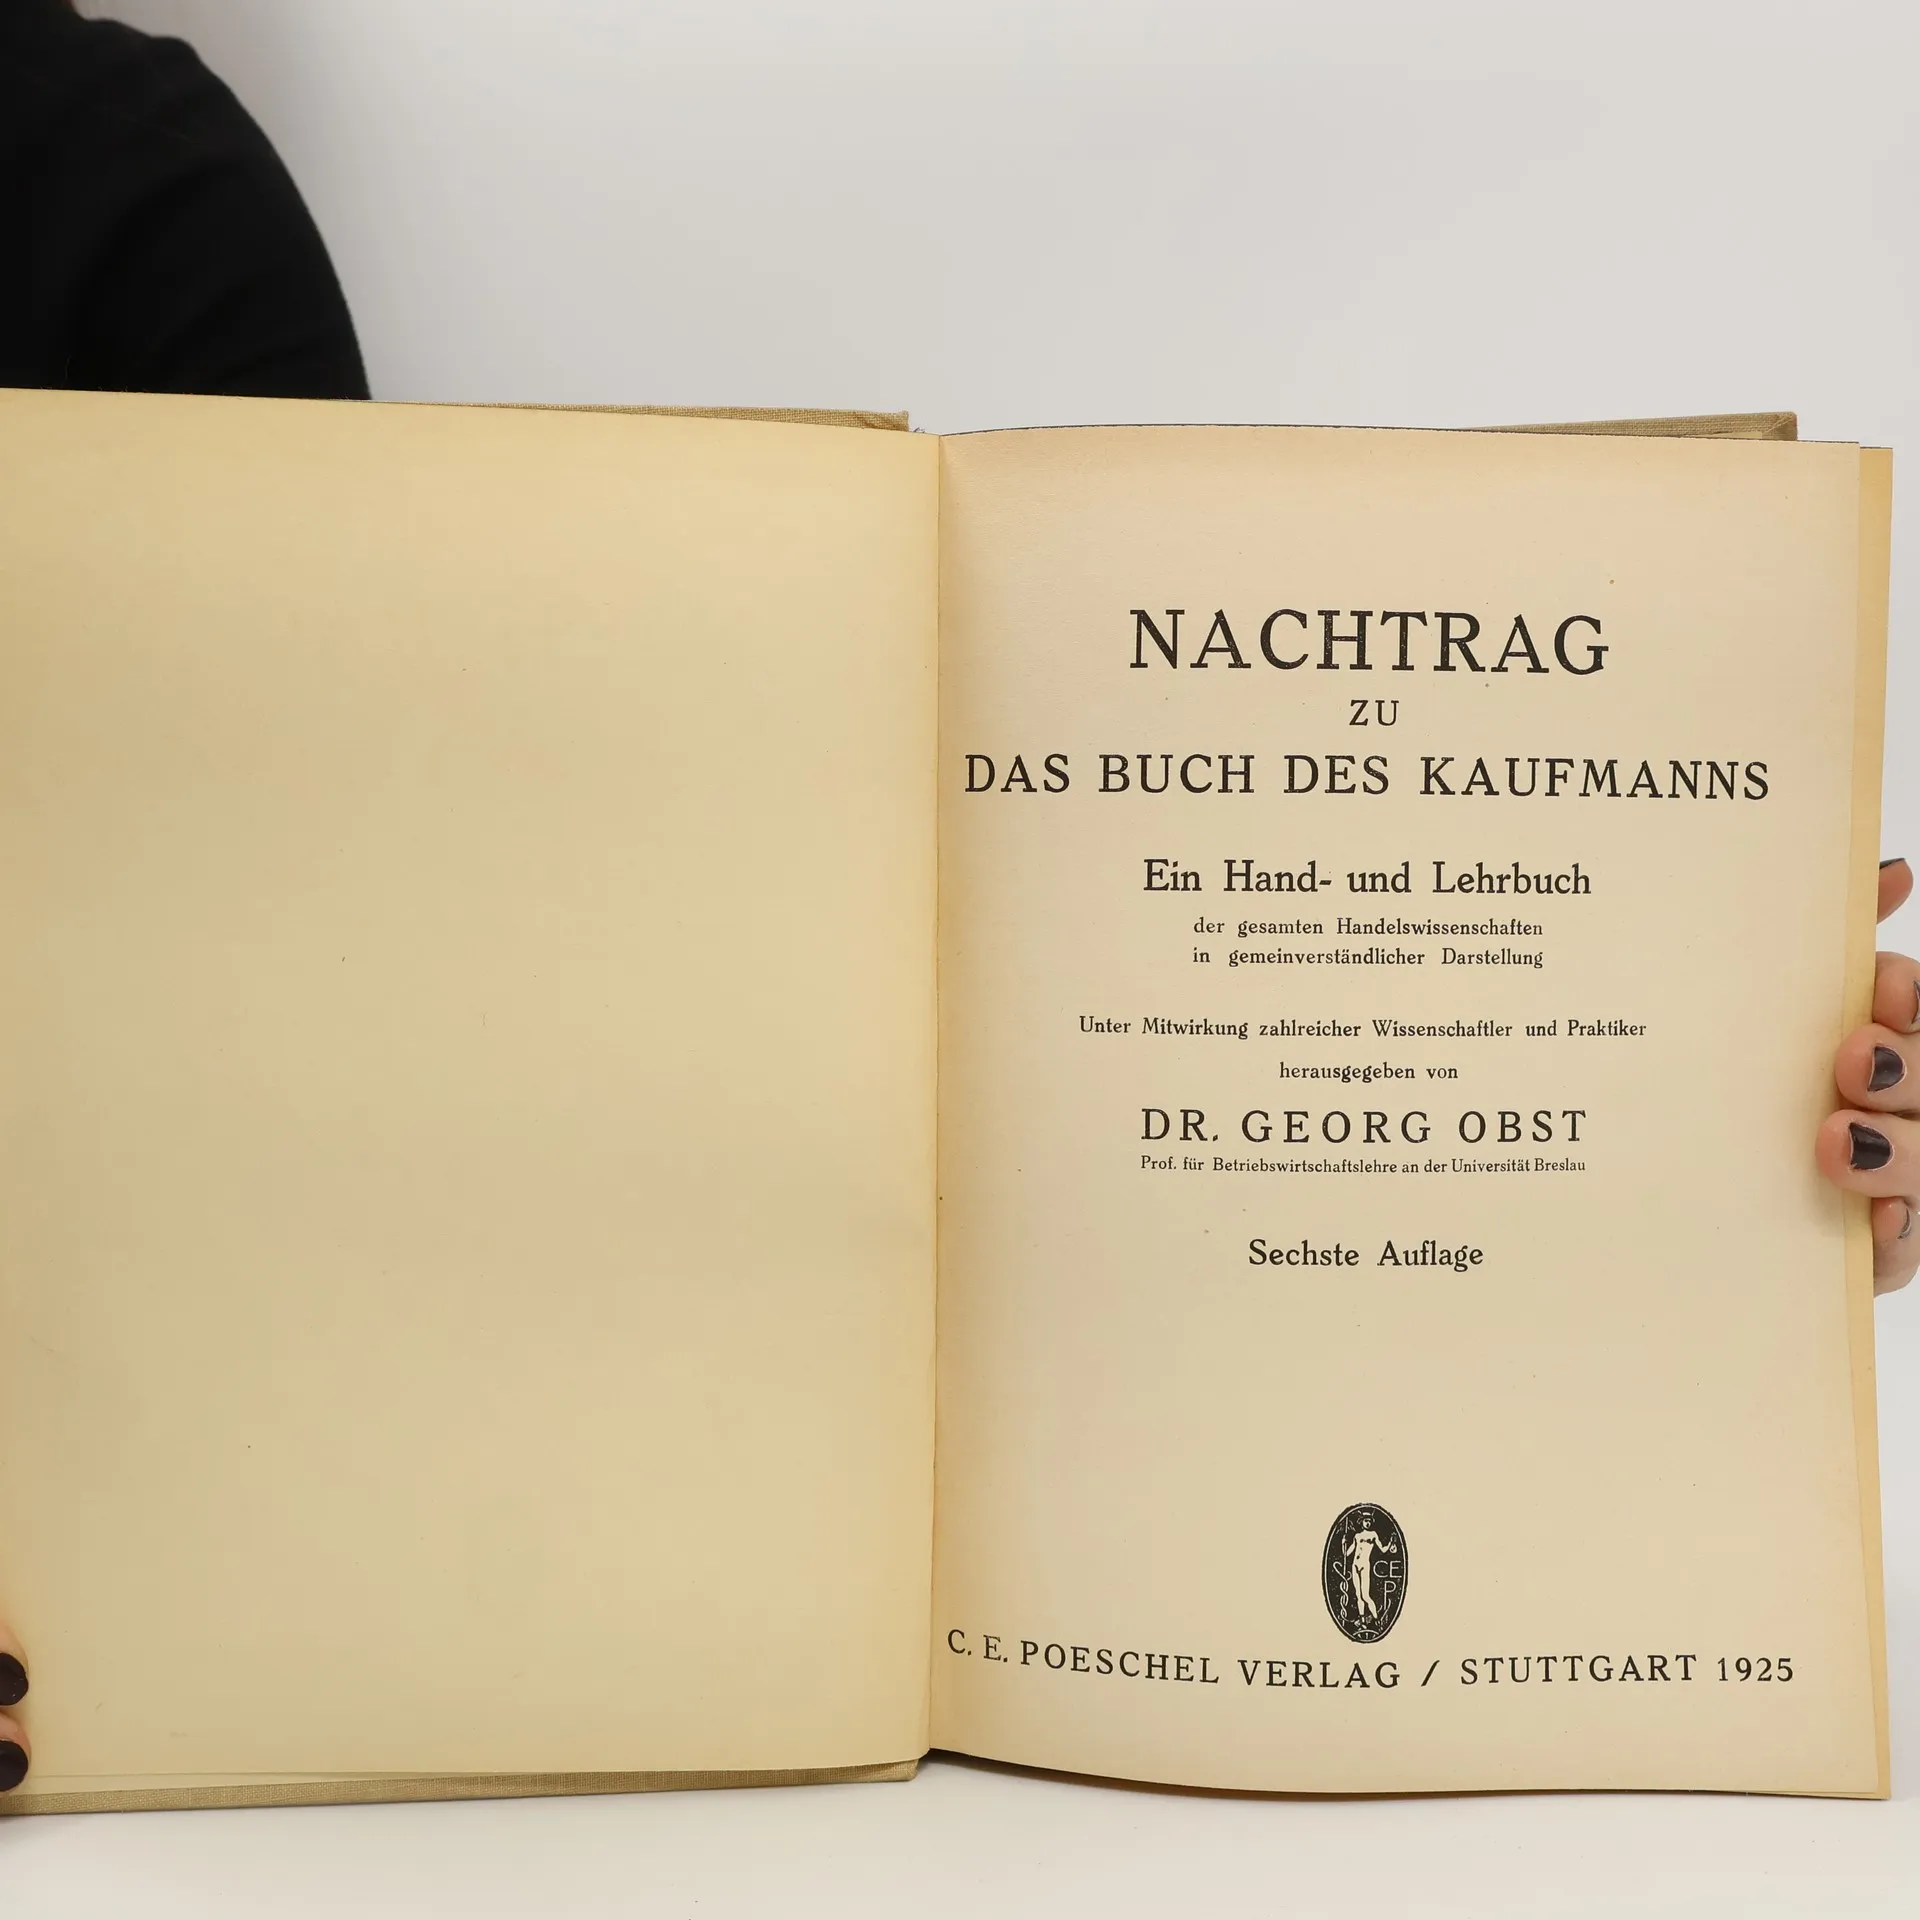 NACHTRAG
ZU
DAS BUCH DES KAUFMANNS
Ein Hand- und Lehrbuch
der gesamten Handelswissenschaften
in gemeinverständlicher Darstellung
Unter Mitwirkung zahlreicher Wissenschaftler und Praktiker
herausgegeben von
DR. GEORG OBST
Prof. für Betriebswirtschaftslehre an der Universität Breslau
Sechste Auflage
CE
P
C. E. POESCHEL VERLAG / STUTTGART 1925